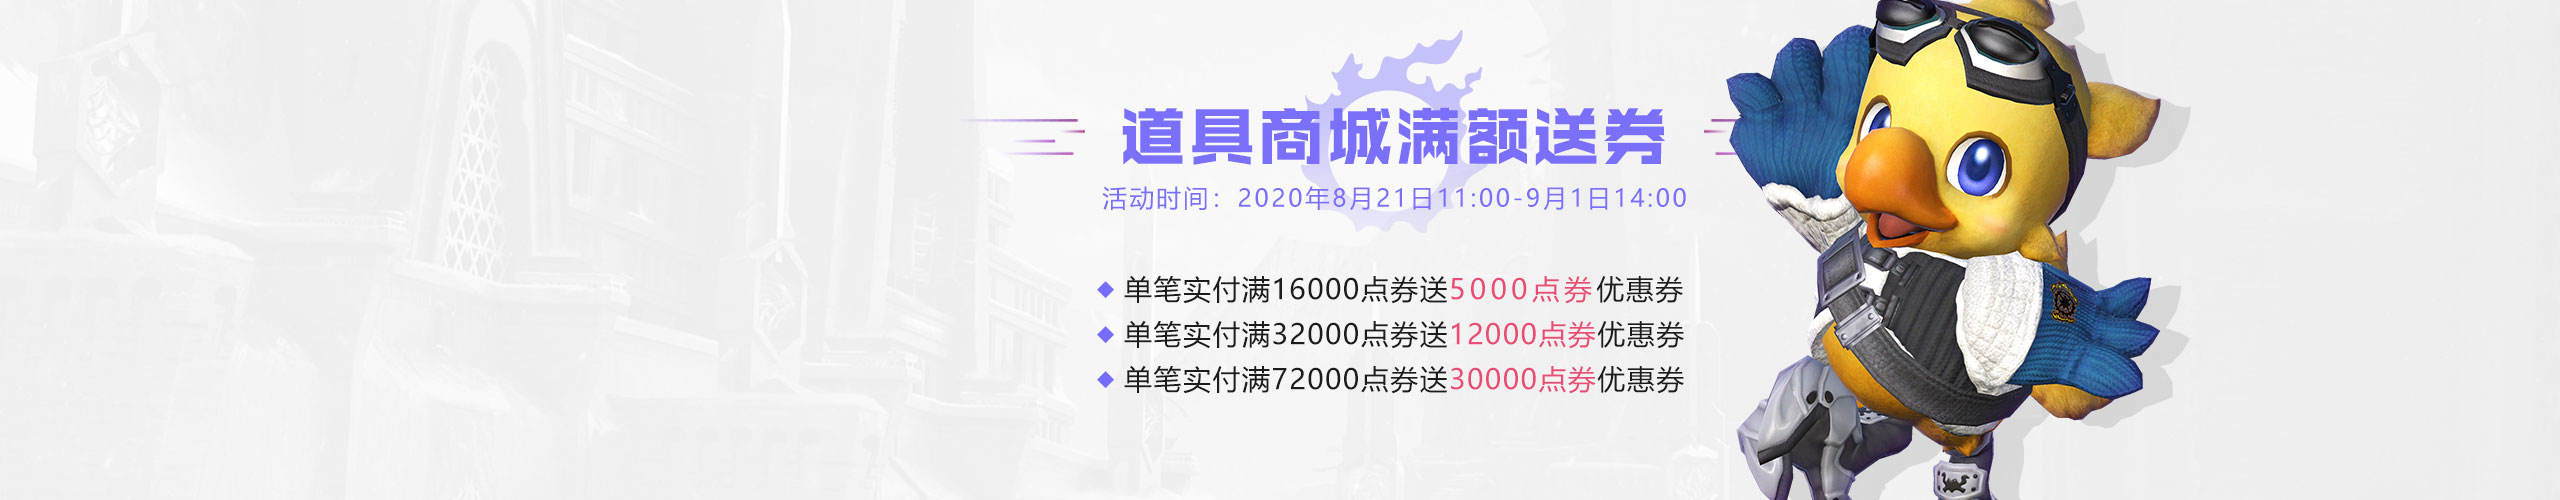 道具商城满额送券
活动时间：2020年8月21日11:00-9月1日14:00
单笔实付满16000点券送5000点券优惠券
单笔实付满32000点券送12000点券优惠券
单笔实付满72000点券送30000点券优惠券